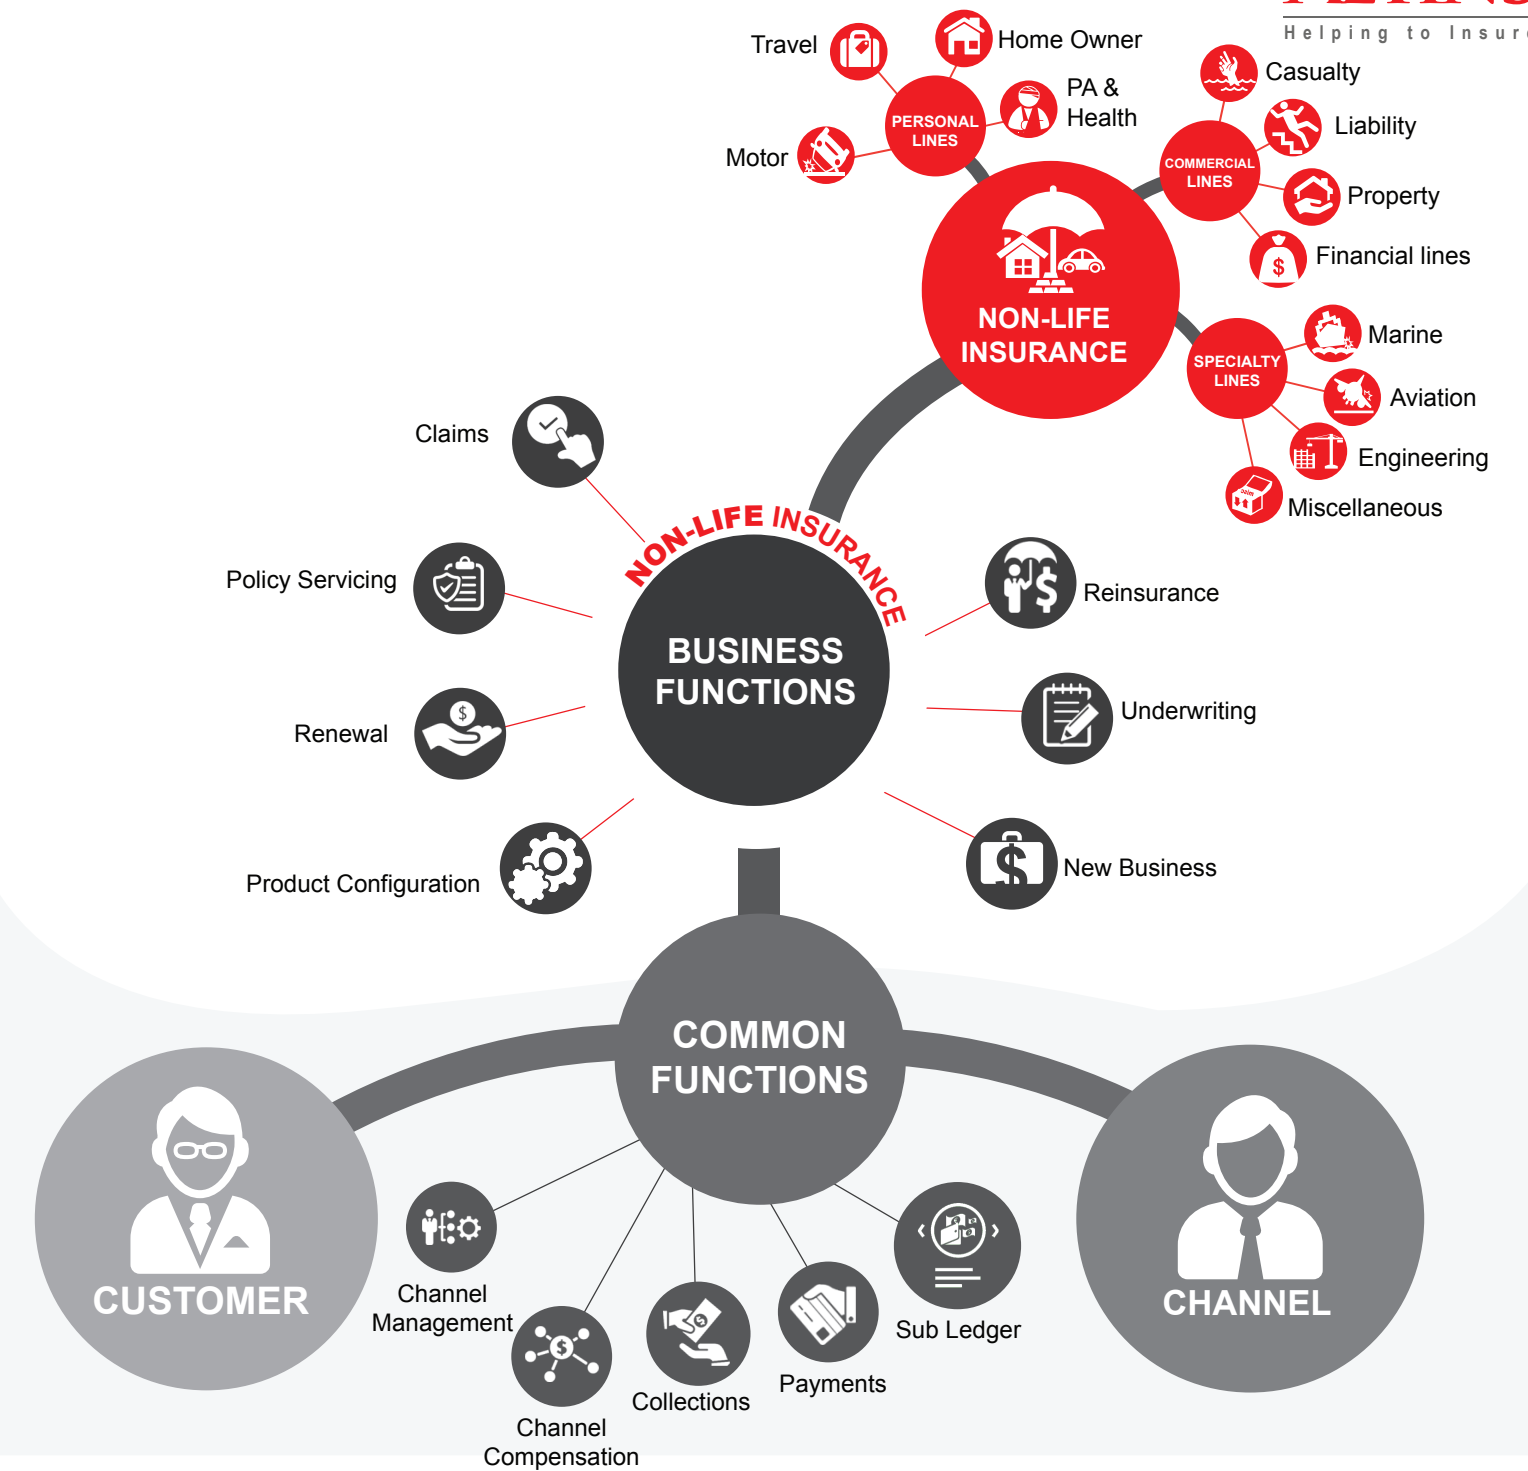 Helping to Insur
Travel
Home Owner
PA &
Health
Motor
PERSONAL
LINES
Casualty
Liability
COMMERCIAL
LINES
Property
Financial lines
$
NON-LIFE
INSURANCE
SPECIALTY
LINES
Marine
Aviation
Engineering
Miscellaneous
Claims
Policy Servicing
Renewal
$
Product Configuration
NON-LIFE INSURANCE
BUSINESS
FUNCTIONS
Reinsurance
$
Underwriting
New Business
$
COMMON
FUNCTIONS
CUSTOMER
CHANNEL
Channel
Management
Channel
Compensation
$
Collections
Payments
Sub Ledger